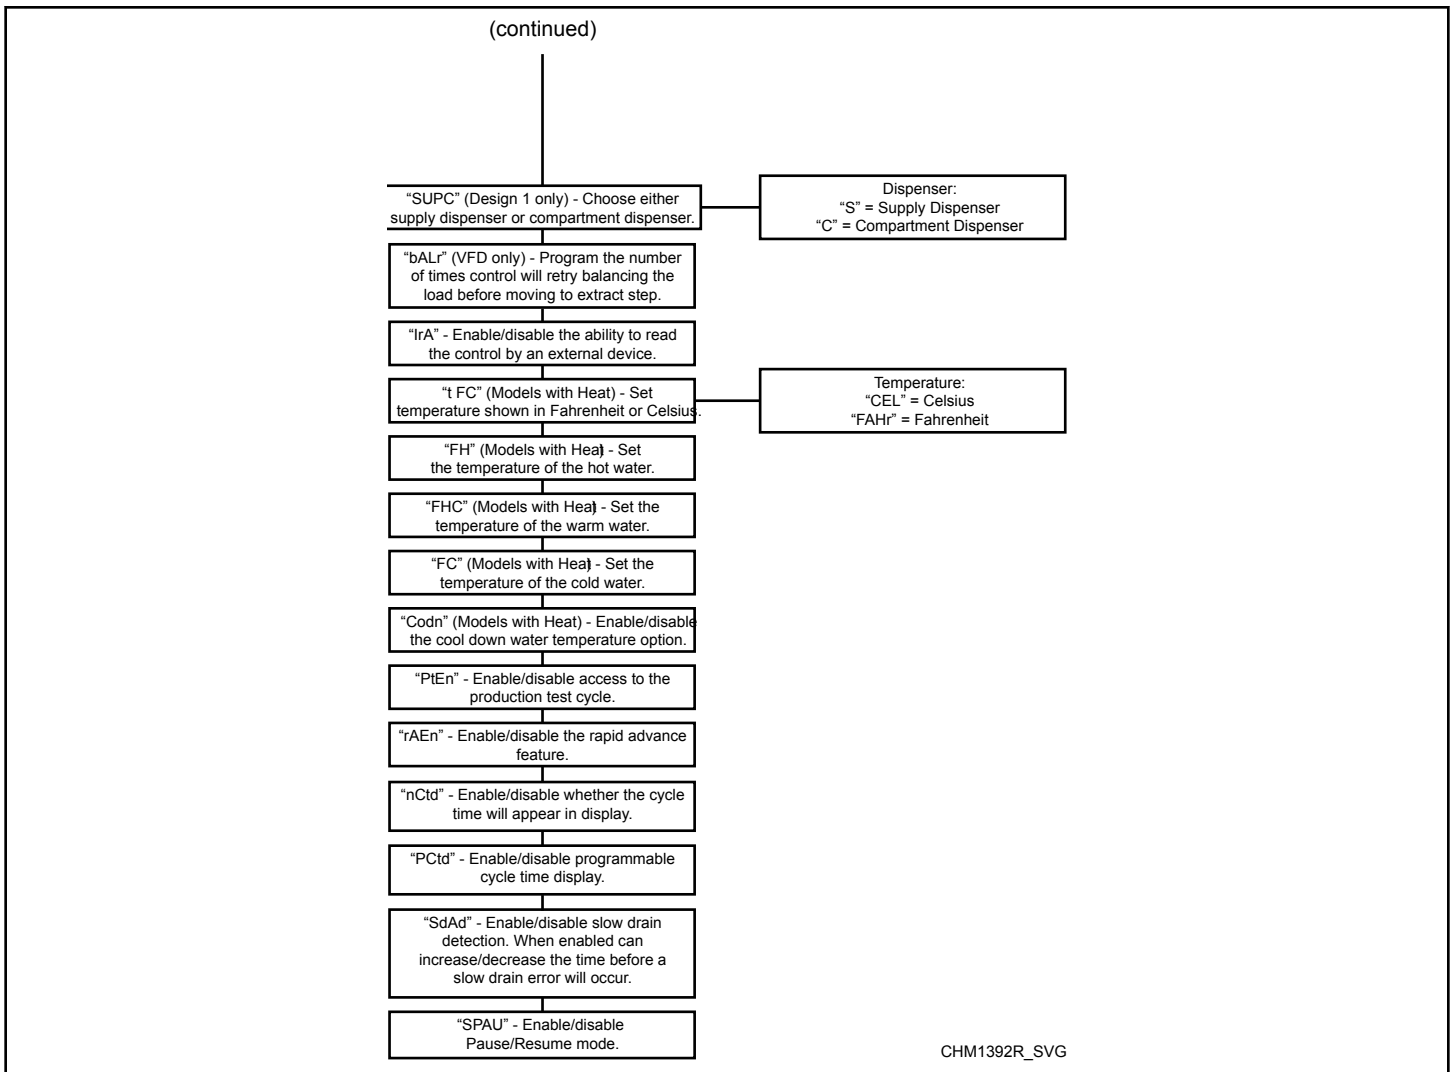 (continued)
“SUPC” (Design 1 only) - Choose either
supply dispenser or compartment dispenser.
Dispenser:
“S” = Supply Dispenser
“C” = Compartment Dispenser
“bALr” (VFD only) - Program the number
of times control will retry balancing the
load before moving to extract step.
“IrA” - Enable/disable the ability to read
the control by an external device.
“t FC” (Models with Heat) - Set
temperature shown in Fahrenheit or Celsius.
Temperature:
“CEL” = Celsius
“FAHr” = Fahrenheit
“FH” (Models with Heat) - Set
the temperature of the hot water.
“FHC” (Models with Heat) - Set the
temperature of the warm water.
“FC” (Models with Heat) - Set the
temperature of the cold water.
“Codn” (Models with Heat) - Enable/disable
the cool down water temperature option.
“PtEn” - Enable/disable access to the
production test cycle.
“rAEn” - Enable/disable the rapid advance
feature.
“nCtd” - Enable/disable whether the cycle
time will appear in display.
“PCtd” - Enable/disable programmable
cycle time display.
“SdAd” - Enable/disable slow drain
detection. When enabled can
increase/decrease the time before a
slow drain error will occur.
“SPAU” - Enable/disable
Pause/Resume mode.
CHM1392R_SVG